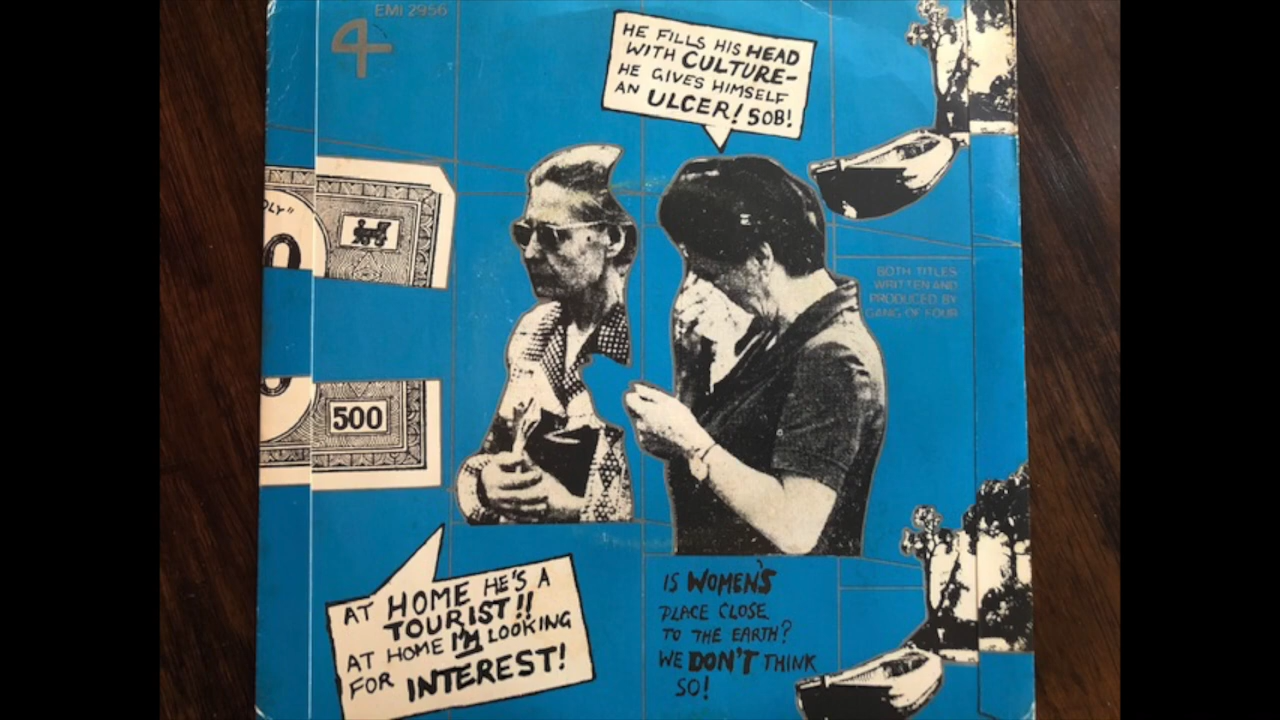 EMI 2956
4
HE FILLS HIS HEAD
WITH CULTURE-
HE GIVES HIMSELF
AN ULCER! SOB!
OLY"
0
500
BOTH TITLES
WRITTEN AND
PRODUCED BY
GANG OF FOUR
AT HOME HE'S A
TOURIST!!
AT HOME I'M LOOKING
FOR INTEREST!
IS WOMEN'S
PLACE CLOSE
TO THE EARTH?
WE DON'T THINK
SO!